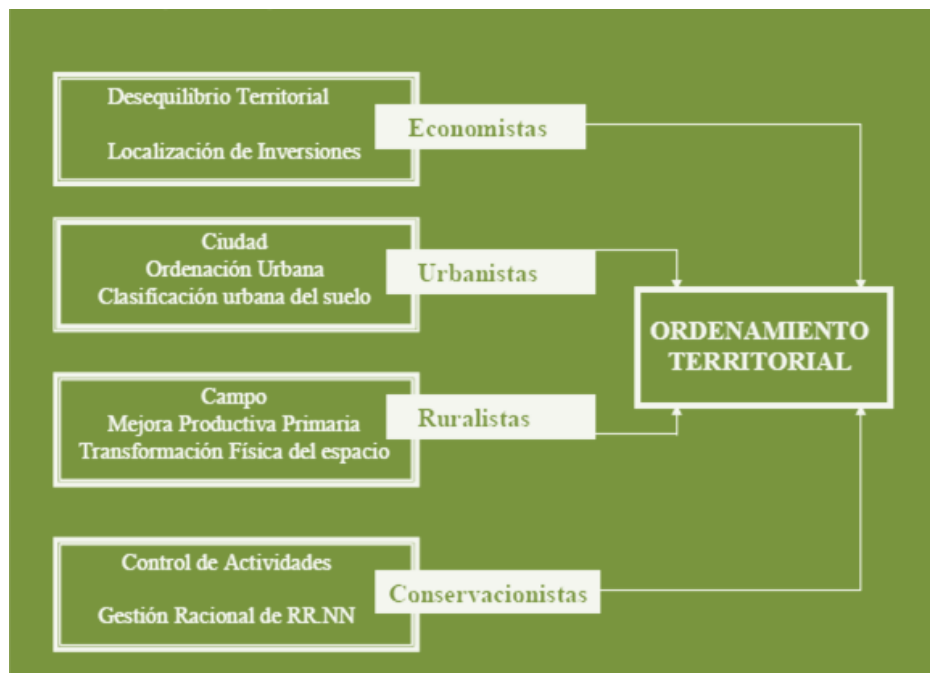 Desequilibrio Territorial
Localización de Inversiones
Economistas
Ciudad
Ordenación Urbana
Clasificación urbana del suelo
Urbanistas
Campo
Mejora Productiva Primaria
Transformación Física del espacio
Ruralistas
Control de Actividades
Gestión Racional de RR.NN
Conservacionistas
ORDENAMIENTO
TERRITORIAL